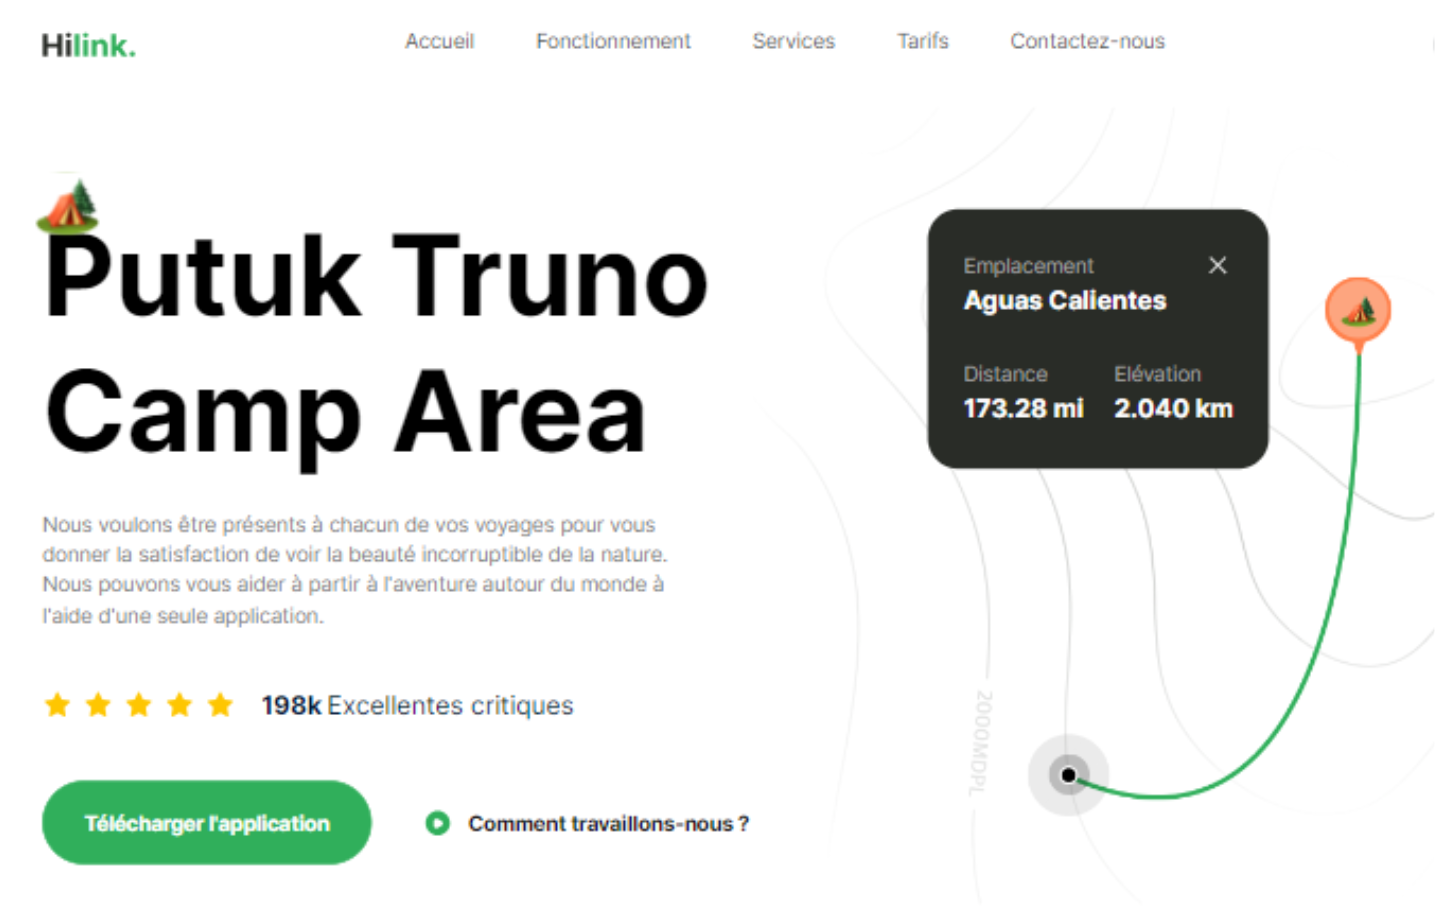 Hilink.
Accueil Fonctionnement Services Tarifs Contactez-nous
Putuk Truno
Camp Area
Nous voulons être présents à chacun de vos voyages pour vous
donner la satisfaction de voir la beauté incorruptible de la nature.
Nous pouvons vous aider à partir à l'aventure autour du monde à
l'aide d'une seule application.
198k Excellentes critiques
Télécharger l'application
Comment travaillons-nous ?
Emplacement
Aguas Calientes
Distance Elévation
173.28 mi 2.040 km
2000MDPL